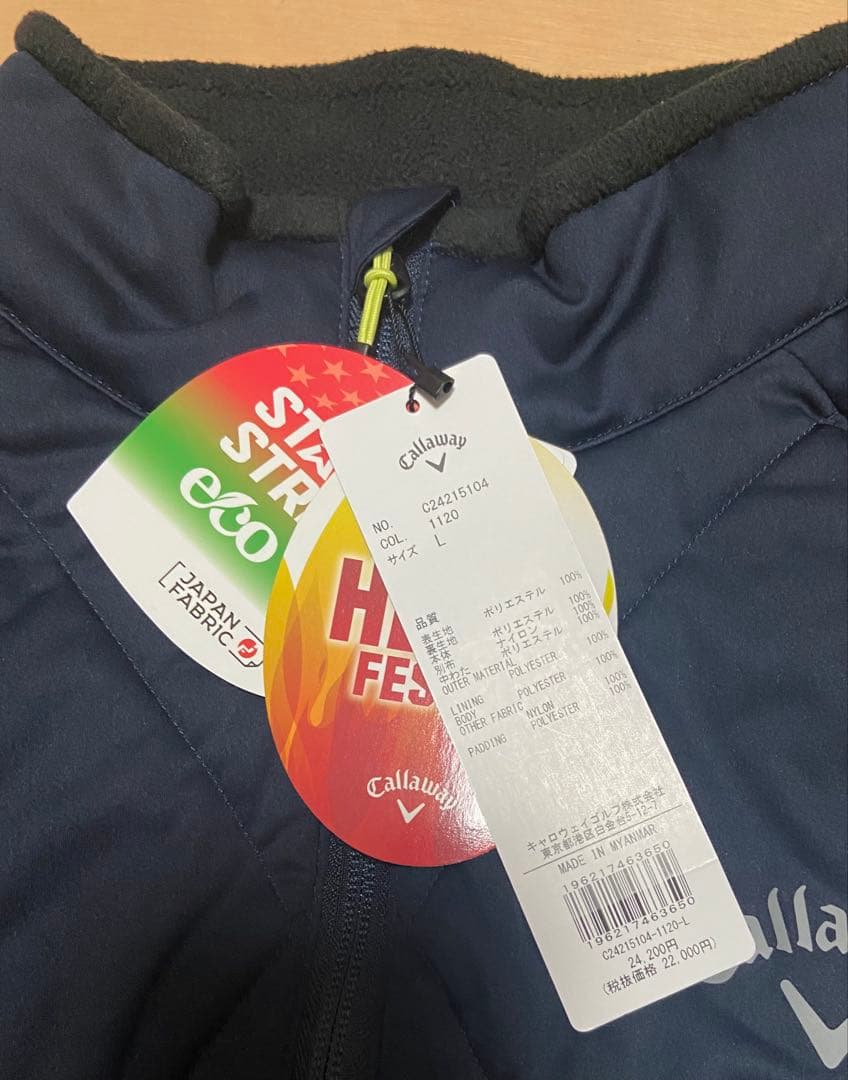 STA
STR
eco
JAPAN
FABRIC
HE
FES
Callaway
Callaway
NO. C24215104
COL. 1120
サイズ L
品質
表生地 ポリエステル 100%
裏生地
本体 ポリエステル 100%
別布 ナイロン 100%
中わた ポリエステル 100%
OUTER MATERIAL
POLYESTER 100%
LINING
BODY POLYESTER 100%
OTHER FABRIC NYLON 100%
PADDING POLYESTER 100%
キャロウェイゴルフ株式会社
東京都港区白金台5-12-7
MADE IN MYANMAR
196217463650
196217463650
C24215104-1120-L
24,200円
(税抜価格 22,000円)
Calla